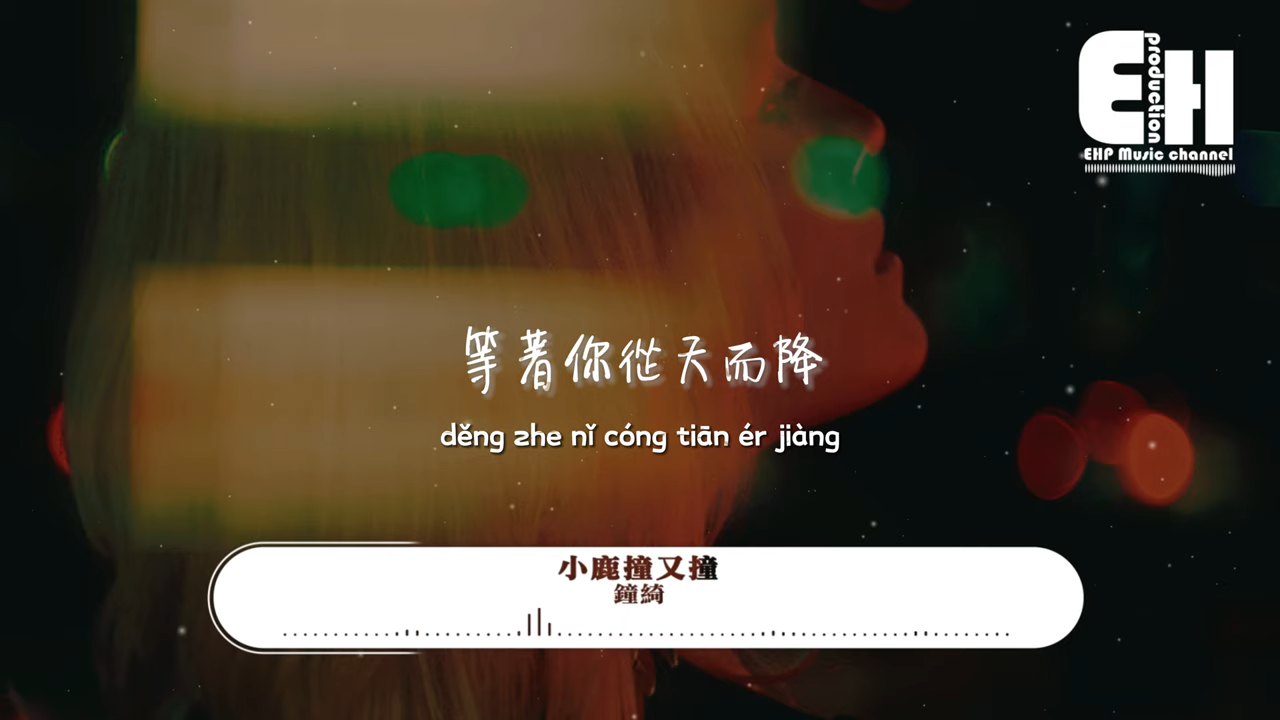 EH
production
EHP Music channel
等著你從天而降
děng zhe nǐ cóng tiān ér jiàng
小鹿撞又撞
鐘綺